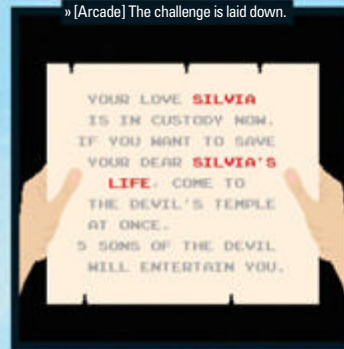 » [Arcade] The challenge is laid down.
YOUR LOVE SILVIA
IS IN CUSTODY NOW.
IF YOU WANT TO SAVE
YOUR DEAR SILVIA'S
LIFE, COME TO
THE DEVIL'S TEMPLE
AT ONCE.
5 SONS OF THE DEVIL
WILL ENTERTAIN YOU.